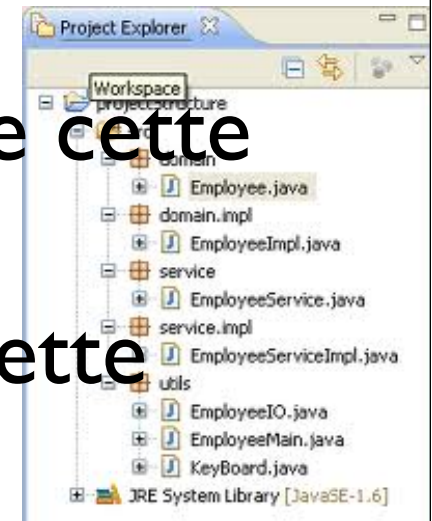 Project Explorer
Workspace
projectStructure
e cette
domain
Employee.java
domain.impl
EmployeeImpl.java
service
EmployeeService.java
service.impl
EmployeeServiceImpl.java
ette
utils
EmployeeIO.java
EmployeeMain.java
KeyBoard.java
JRE System Library [JavaSE-1.6]